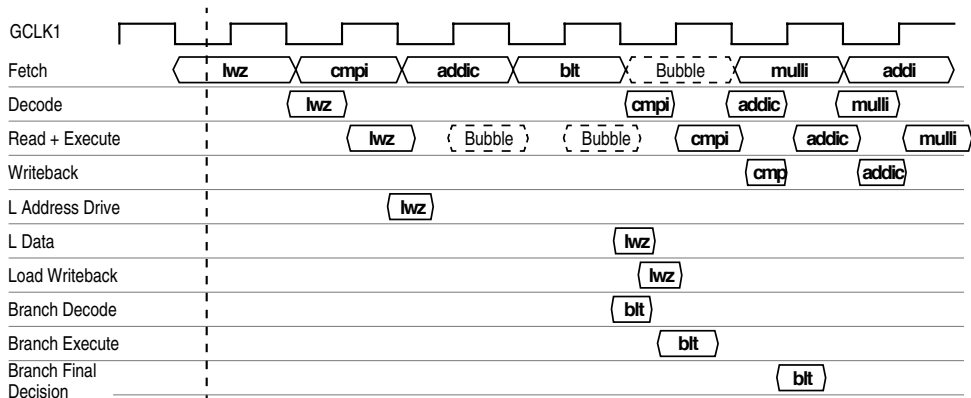 GCLK1
Fetch lwz cmpi addic blt Bubble mulli addi
Decode lwz cmpi addic mulli
Read + Execute lwz Bubble Bubble cmpi addic mulli
Writeback cmp addic
L Address Drive lwz
L Data lwz
Load Writeback lwz
Branch Decode blt
Branch Execute blt
Branch Final
Decision blt